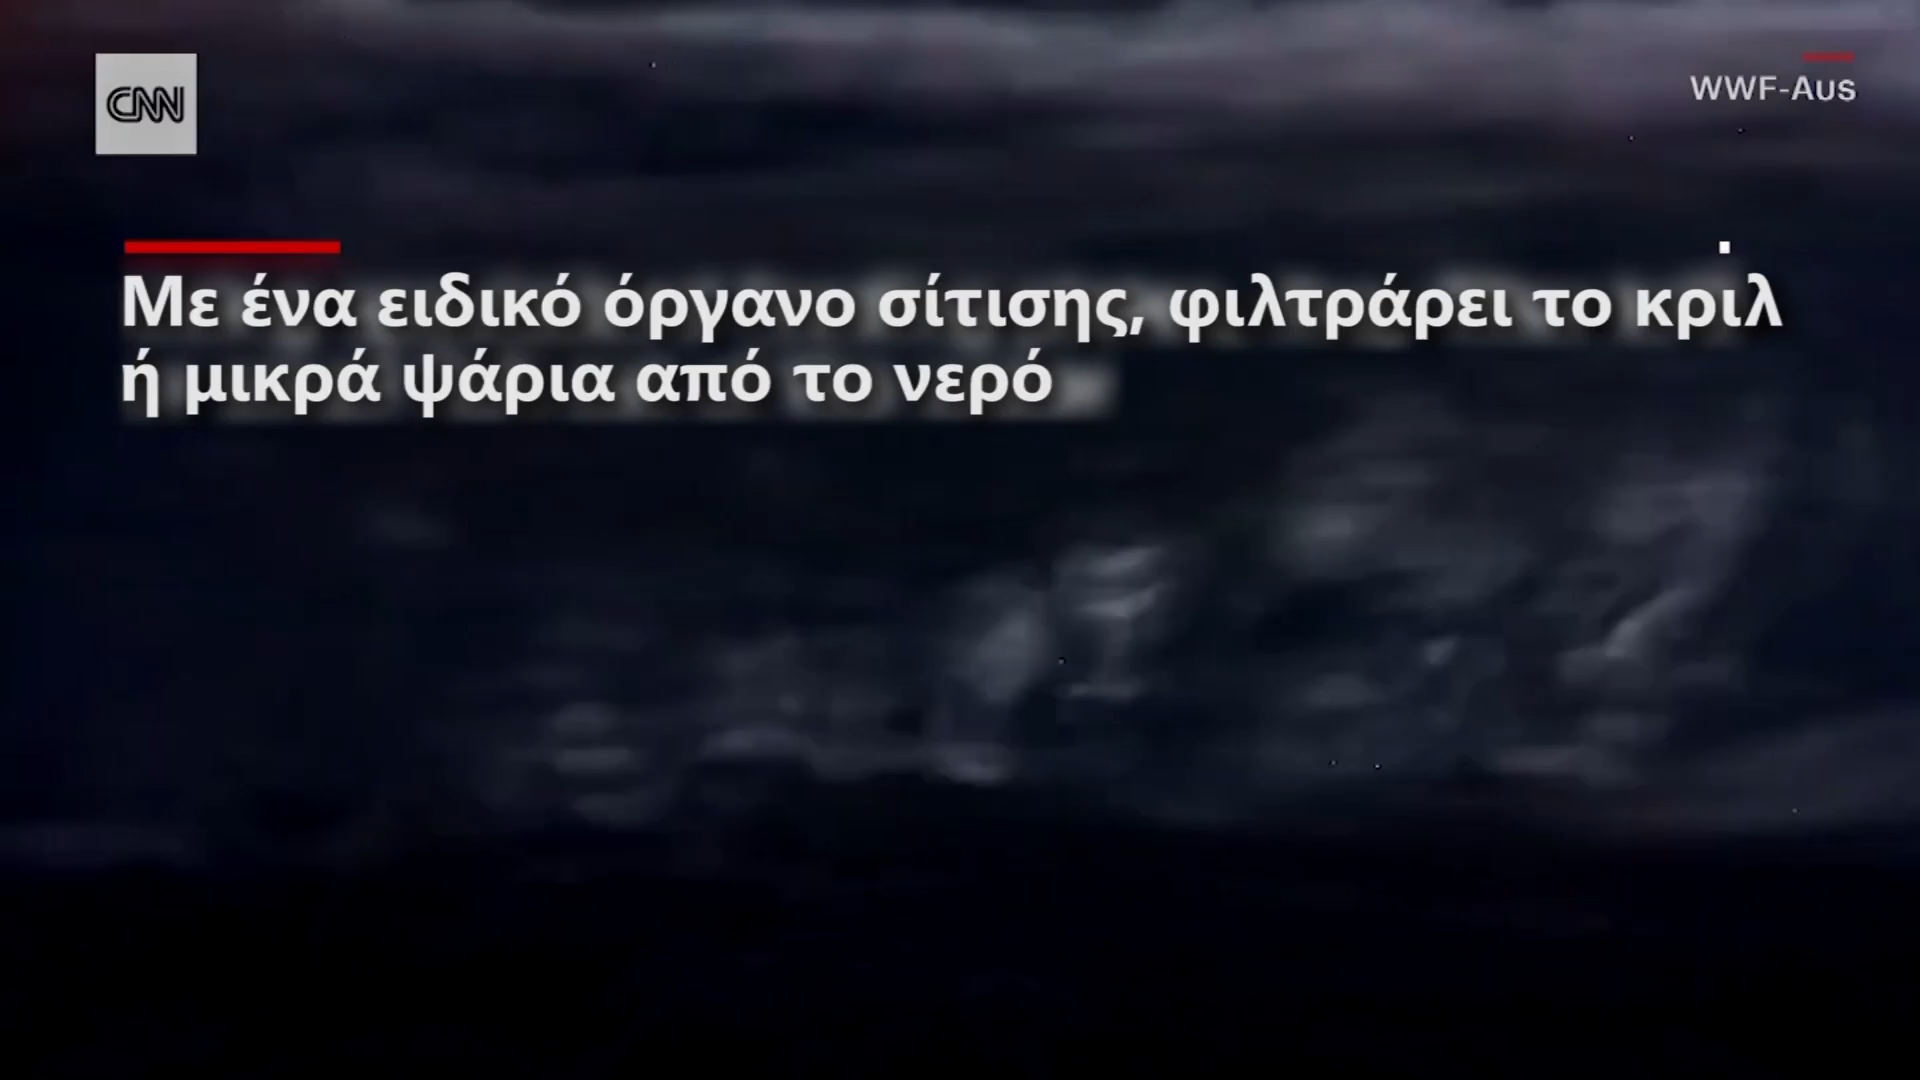 CNN
WWF-Aus
Με ένα ειδικό όργανο σίτισης, φιλτράρει το κριλ
ή μικρά ψάρια από το νερό